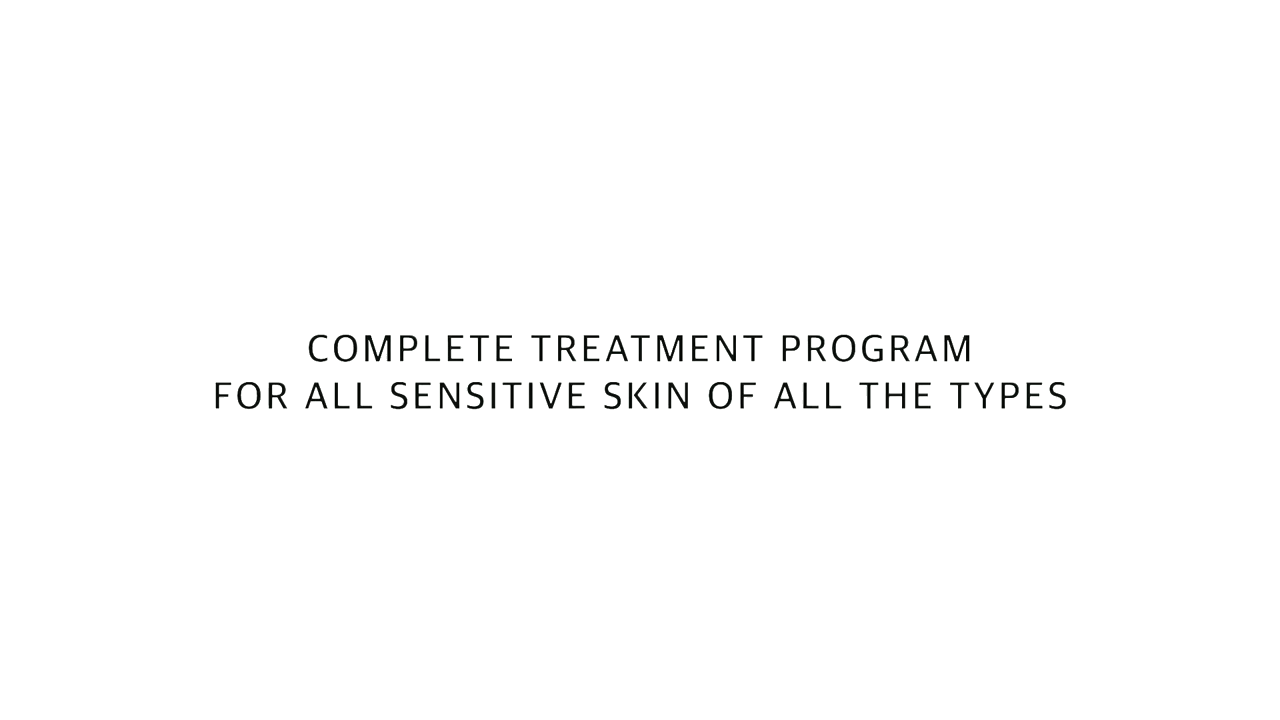 COMPLETE TREATMENT PROGRAM
FOR ALL SENSITIVE SKIN OF ALL THE TYPES